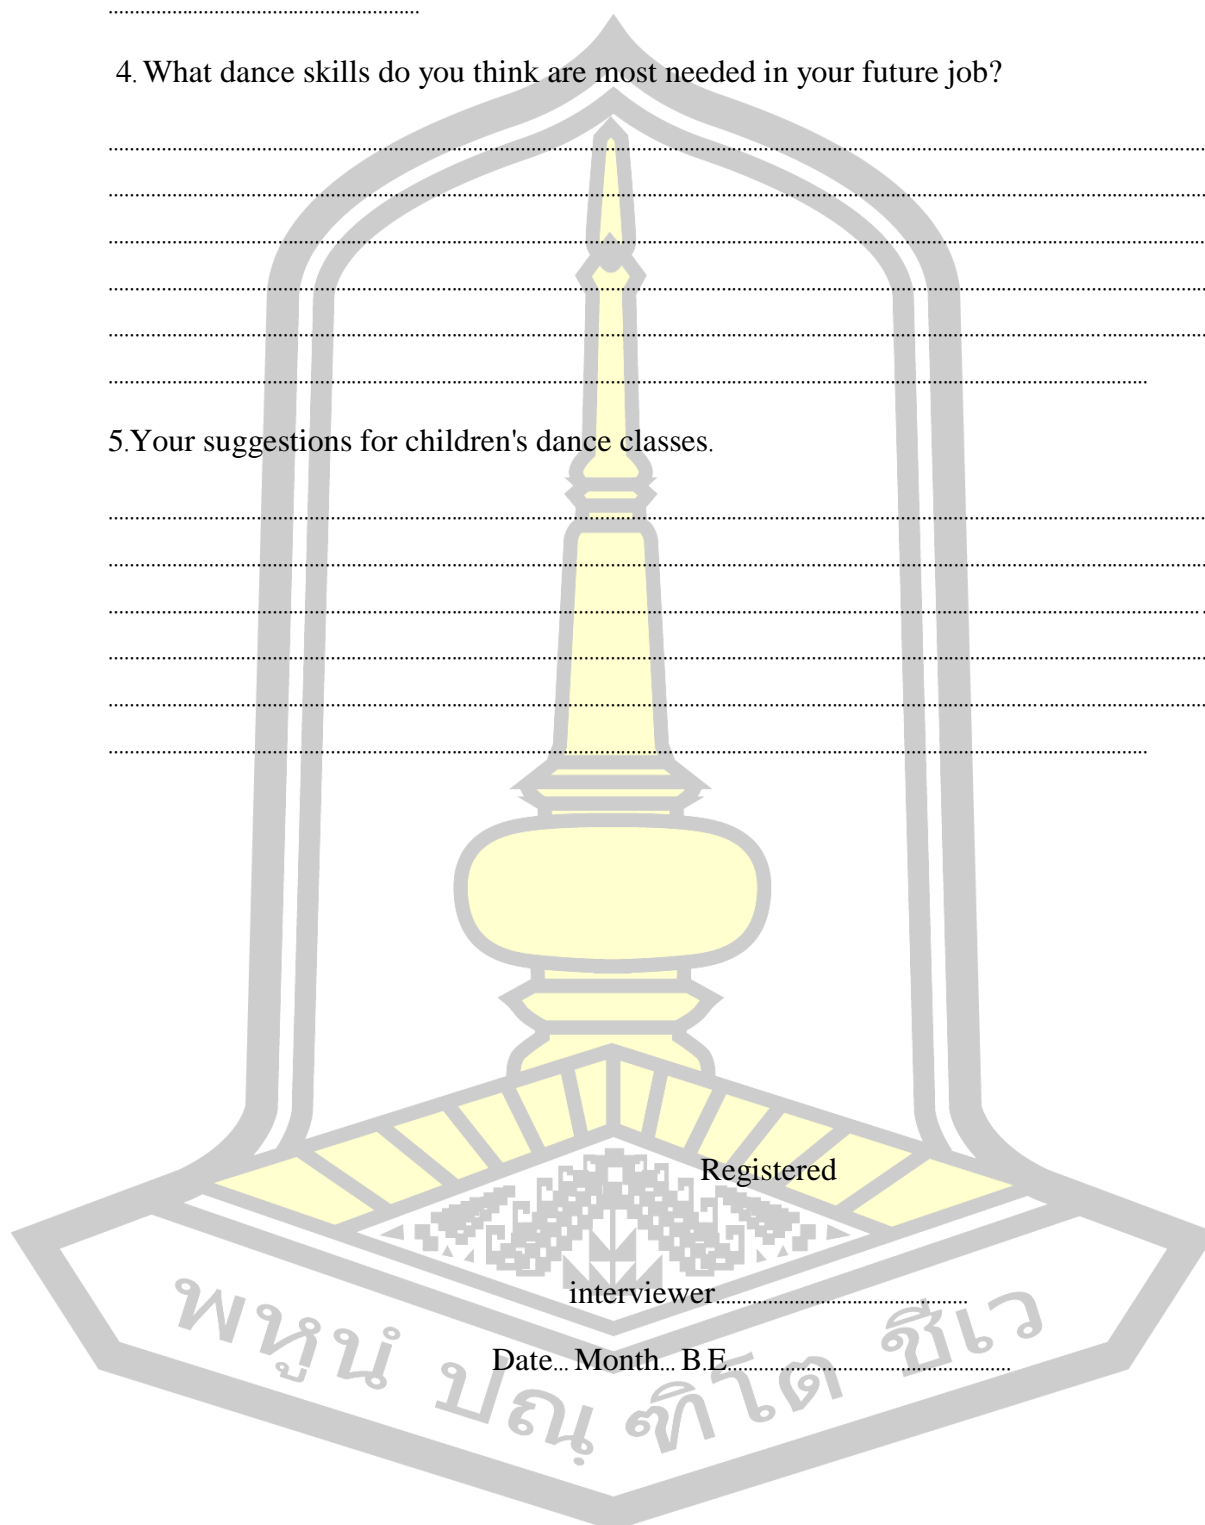 ................................................................
4. What dance skills do you think are most needed in your future job?
................................................................
................................................................
................................................................
................................................................
................................................................
................................................................
5.Your suggestions for children's dance classes.
................................................................
................................................................
................................................................
................................................................
................................................................
................................................................
Registered
interviewer................................................
Date... Month... B.E.....................................................
พหูนํ ปณฺฑิโต ชีเว